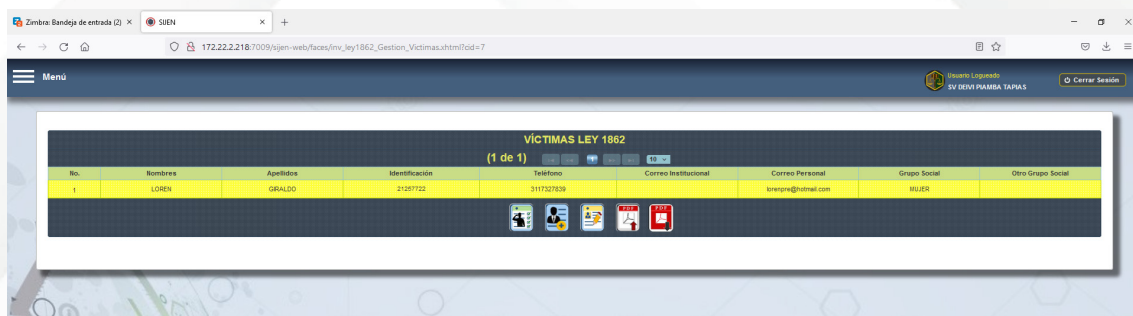 Zimbra: Bandeja de entrada (2)
SIJEN
172.22.2.218:7009/sijen-web/faces/inv_ley1862_Gestion_Victimas.xhtml?cid=7
Menú
Usuario Logueado
SV DEIVI PIAMBA TAPIAS
Cerrar Sesión
VÍCTIMAS LEY 1862
(1 de 1) 1 10
No. Nombres Apellidos Identificación Teléfono Correo Institucional Correo Personal Grupo Social Otro Grupo Social
1 LOREN GIRALDO 21257722 3117327839 lorenpre@hotmail.com MUJER
PDF PDF